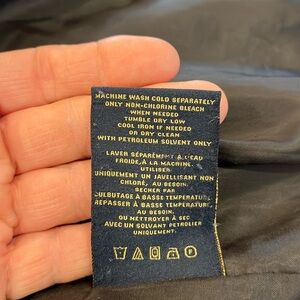 MACHINE WASH COLD SEPARATELY
ONLY NON-CHLORINE BLEACH
WHEN NEEDED
TUMBLE DRY LOW
COOL IRON IF NEEDED
OR DRY CLEAN
WITH PETROLEUM SOLVENT ONLY
LAVER SÉPARÉMENT À L'EAU
FROIDE, À LA MACHINE.
UTILISER
UNIQUEMENT UN JAVELLISANT NON
CHLORÉ, AU BESOIN.
SECHER PAR
CULBUTAGE À BASSE TEMPÉRATURE.
REPASSER À BASSE TEMPÉRATURE,
AU BESOIN,
OU NETTOYER À SEC
AVEC UN SOLVANT PETROLIER
UNIQUEMENT.